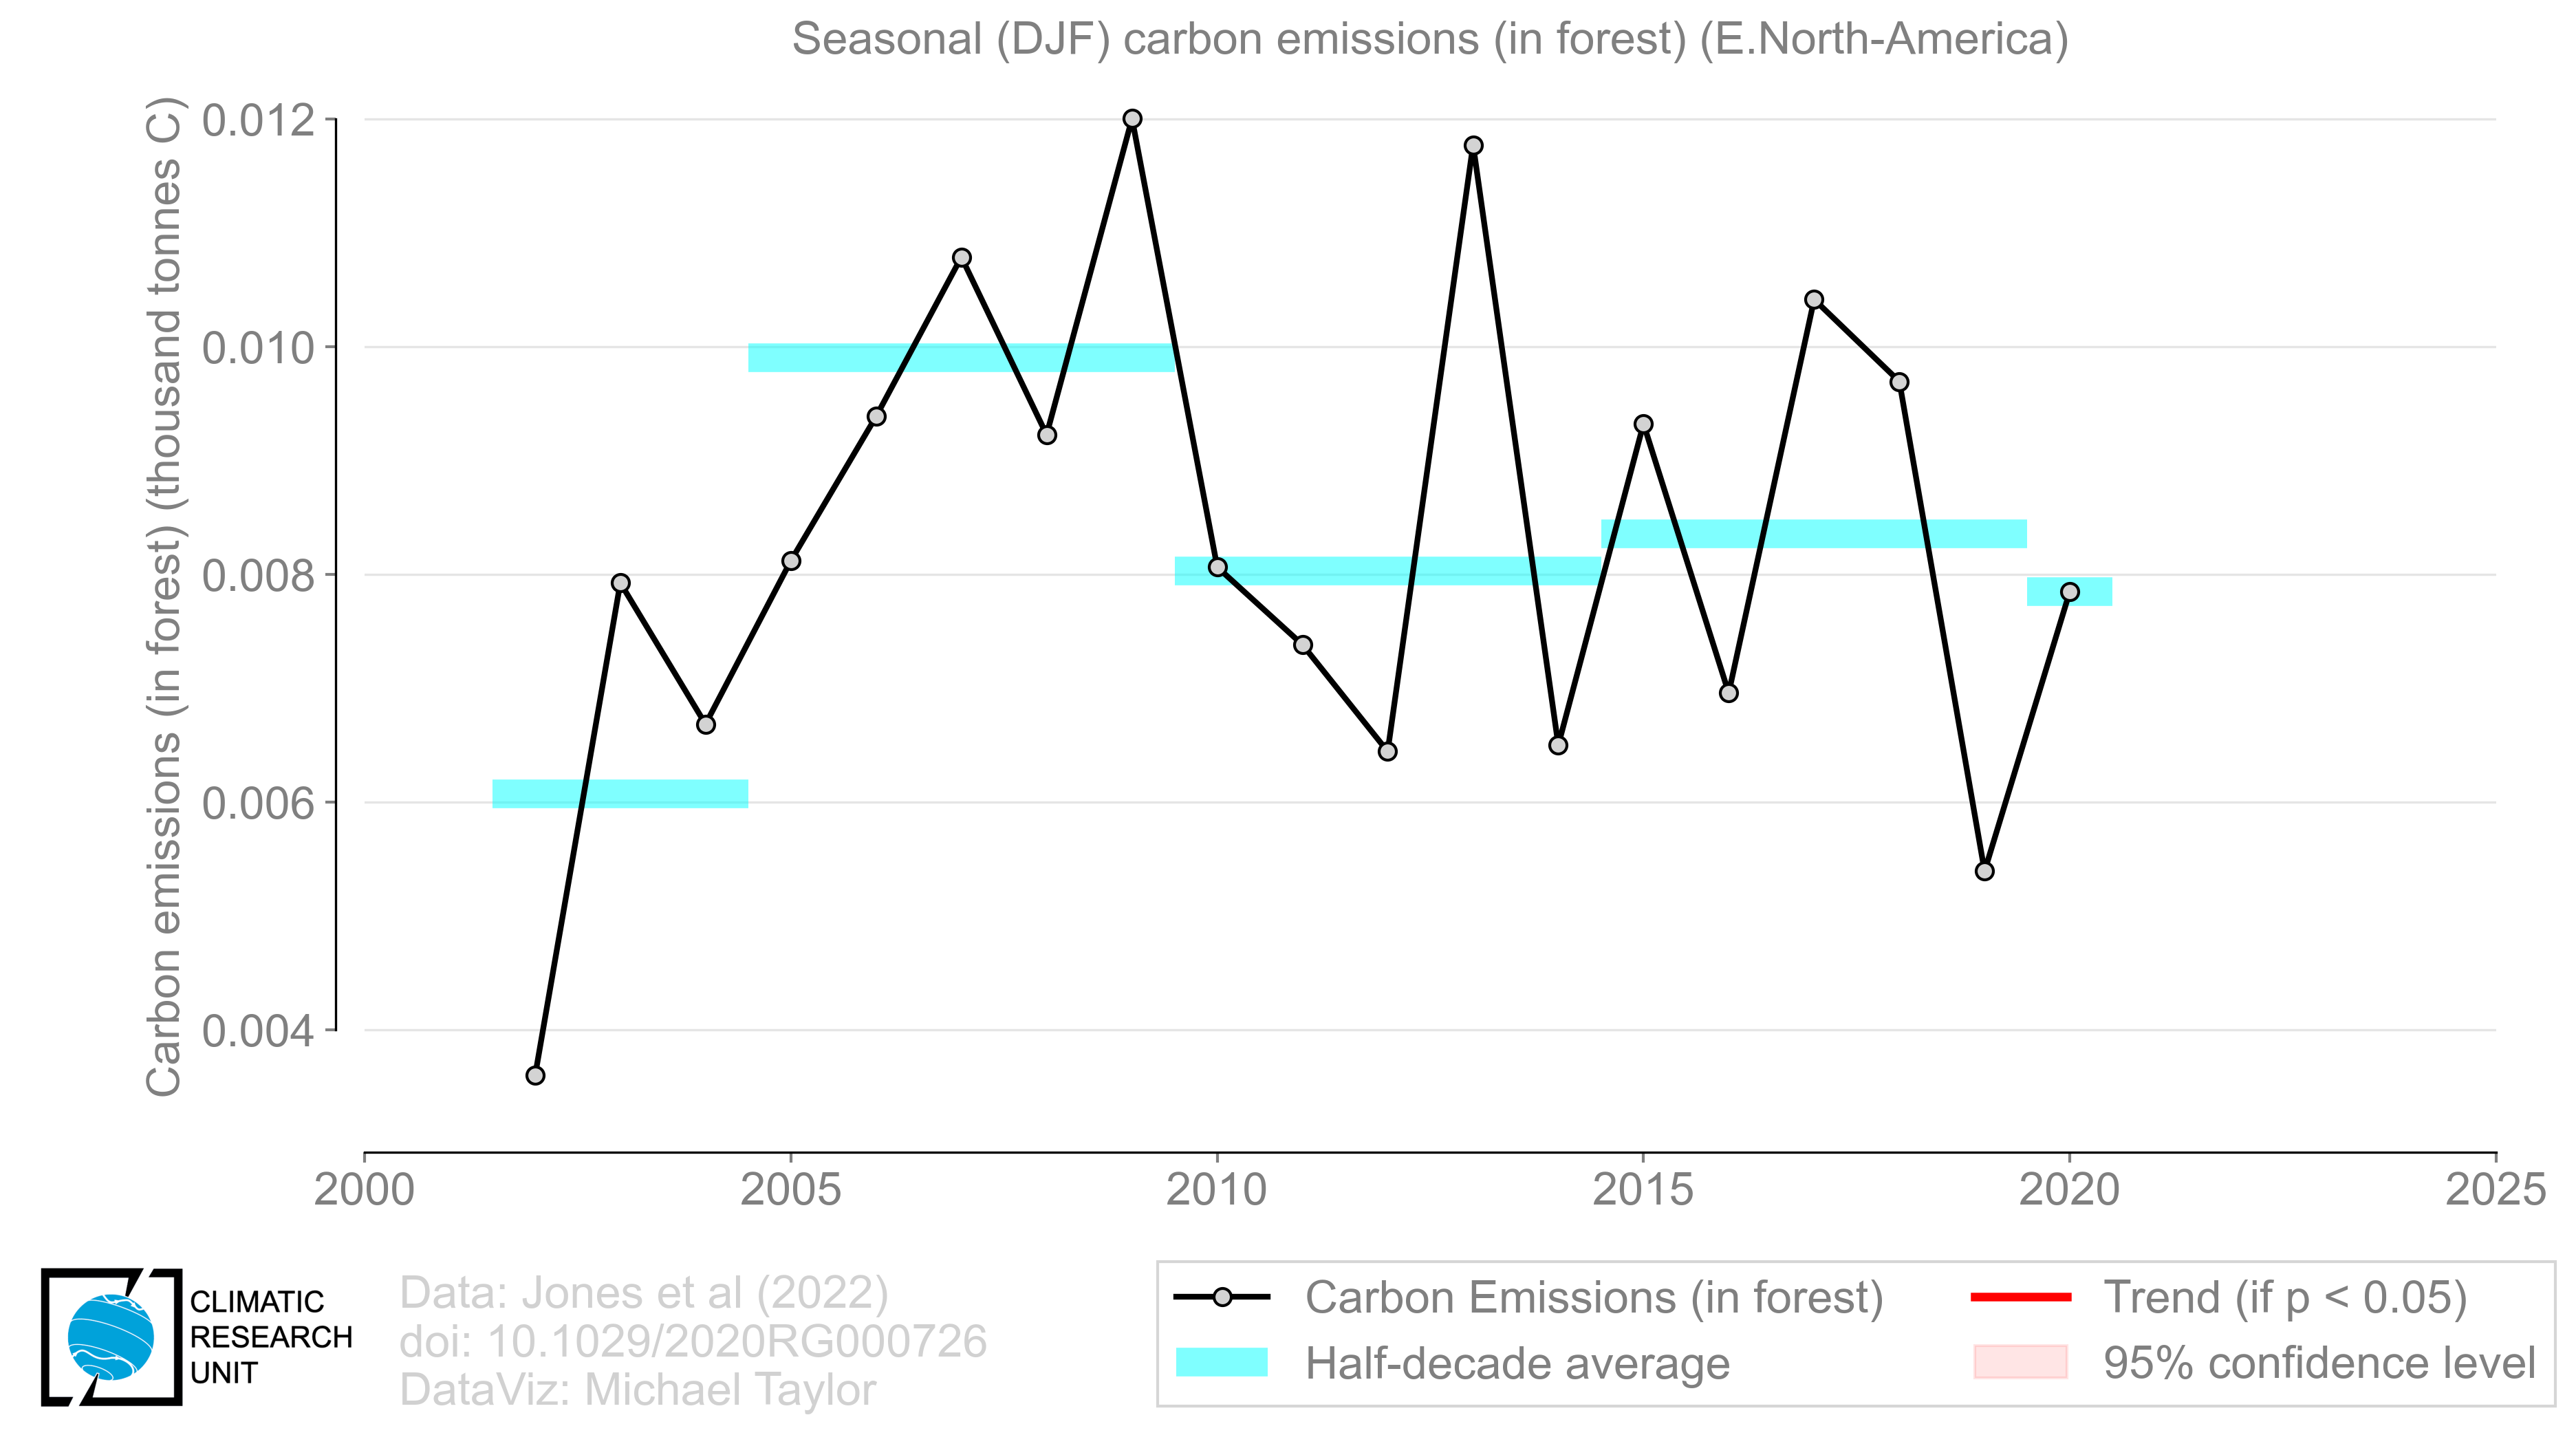 Seasonal (DJF) carbon emissions (in forest) (E.North-America)
Carbon emissions (in forest) (thousand tonnes C)
0.012
0.010
0.008
0.006
0.004
2000
2005
2010
2015
2020
2025
CLIMATIC
RESEARCH
UNIT
Data: Jones et al (2022)
doi: 10.1029/2020RG000726
DataViz: Michael Taylor
Carbon Emissions (in forest)
Half-decade average
Trend (if p < 0.05)
95% confidence level